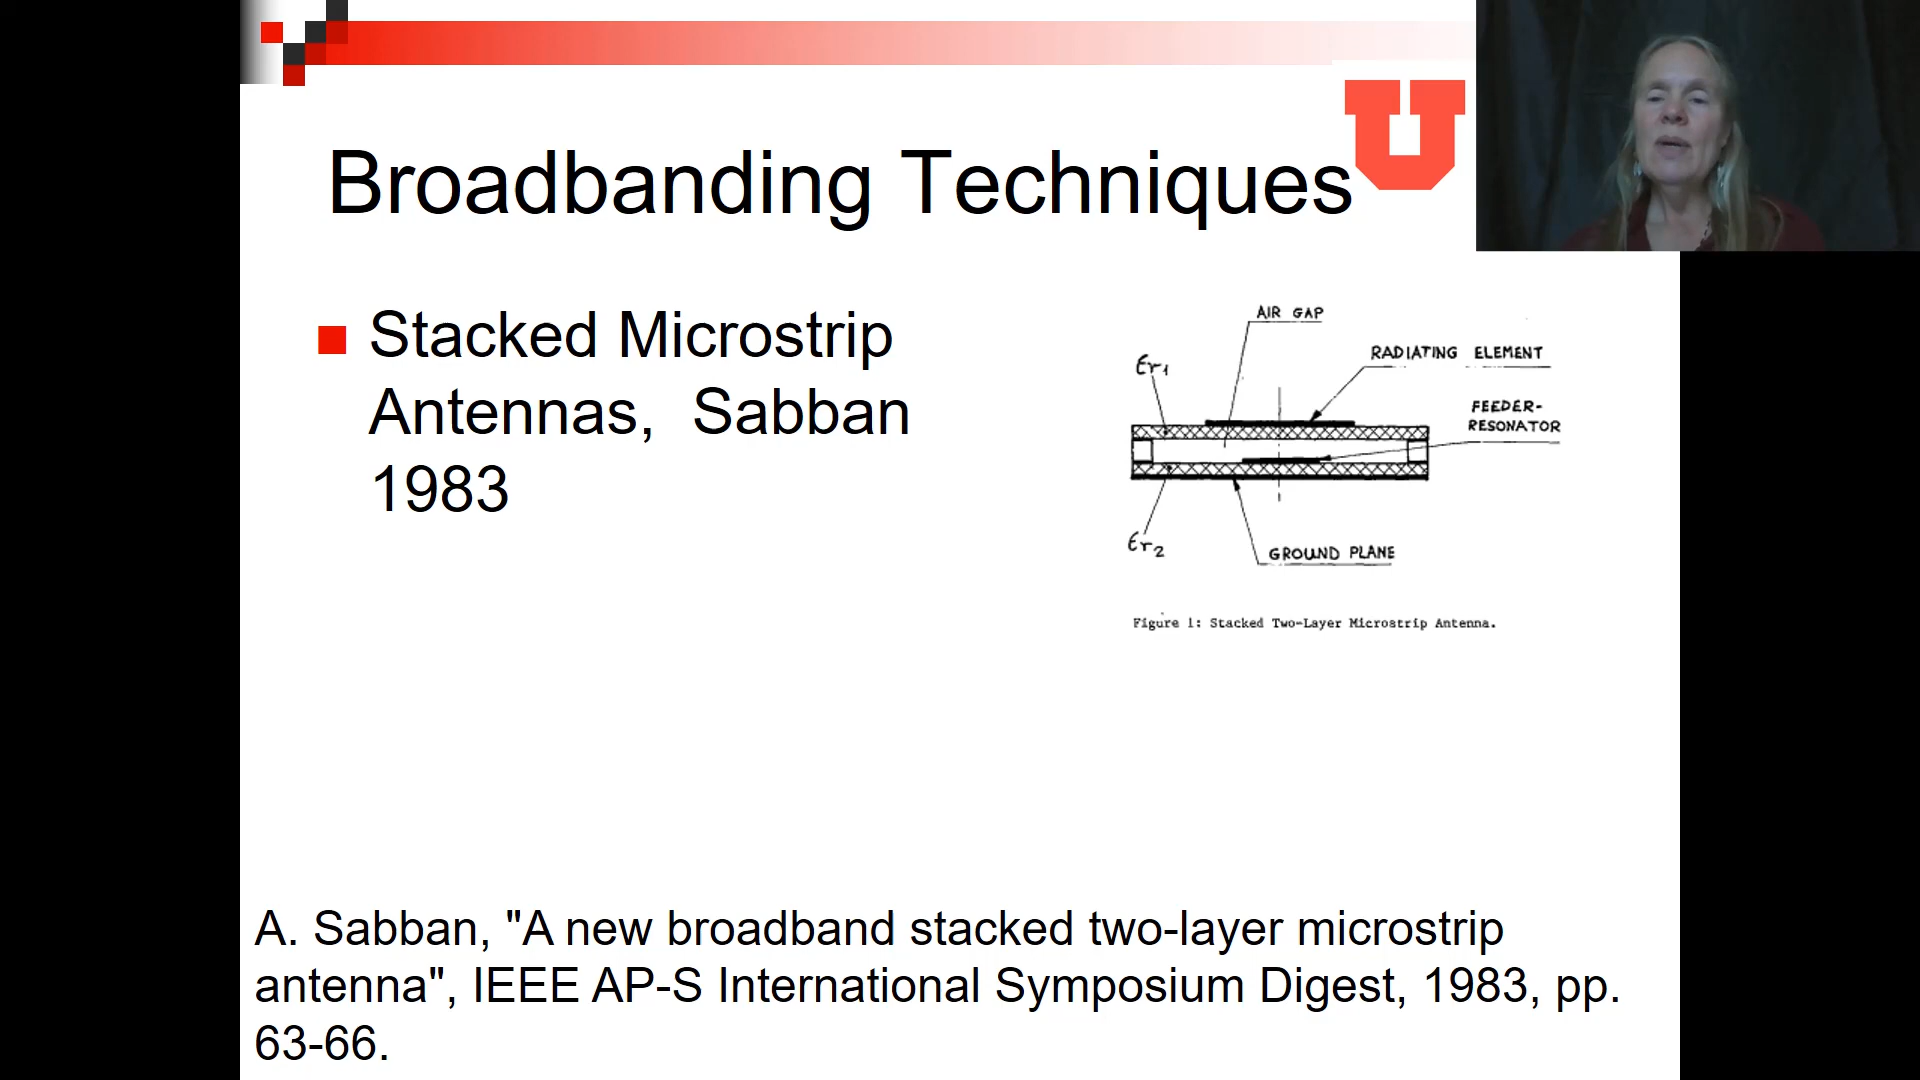 Broadbanding Techniques
U
Stacked Microstrip
Antennas, Sabban
1983
AIR GAP
RADIATING ELEMENT
Er1
FEEDER-
RESONATOR
Er2
GROUND PLANE
Figure 1: Stacked Two-Layer Microstrip Antenna.
A. Sabban, "A new broadband stacked two-layer microstrip
antenna", IEEE AP-S International Symposium Digest, 1983, pp.
63-66.